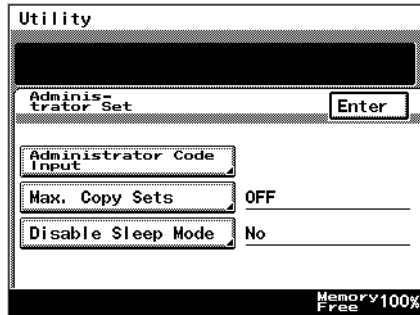 Utility
Adminis-
trator Set
Enter
Administrator Code
Input
Max. Copy Sets
OFF
Disable Sleep Mode
No
Memory
Free
100%